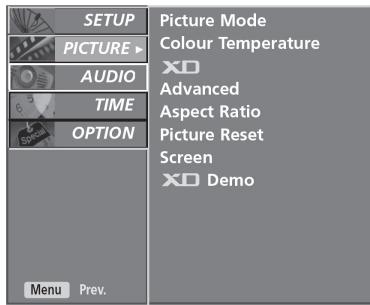 SETUP
PICTURE ▶
AUDIO
TIME
OPTION
Special
Menu Prev.
Picture Mode
Colour Temperature
XD
Advanced
Aspect Ratio
Picture Reset
Screen
XD Demo